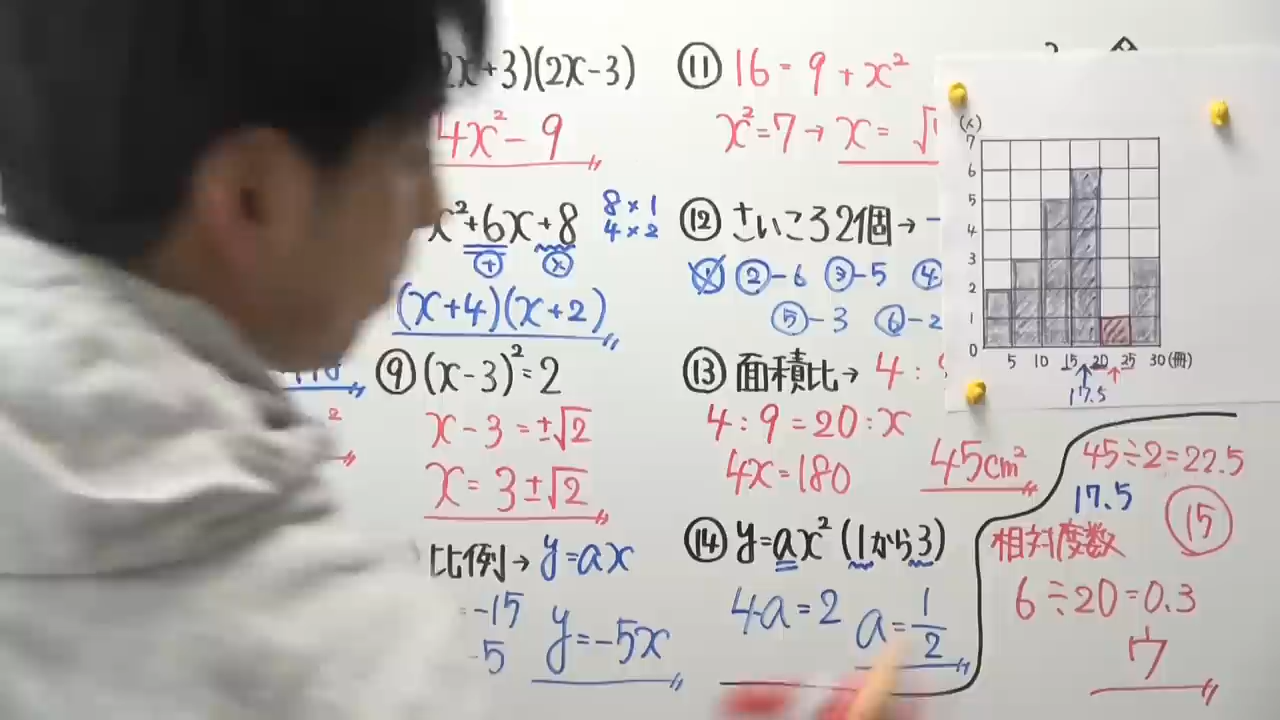 2x+3)(2x-3)
4x²-9
x²+6x+8
8×1
4×2
+ ×
(x+4)(x+2)
⑨ (x-3)²=2
x-3=±√2
x=3±√2
比例→ y=ax
=-15
-5
y=-5x
⑪ 16=9+x²
x²=7→x=√
⑫ さいころ2個→
① ②-6 ③-5 ④
⑤-3 ⑥-2
⑬ 面積比→ 4:
4:9=20:x
4x=180
45cm²
⑭ y=ax² (1から3)
4a=2
a=1/2
(人)
7
6
5
4
3
2
1
0
5 10 15 20 25 30(冊)
17.5
45÷2=22.5
17.5
⑮
相対度数
6÷20=0.3
ウ